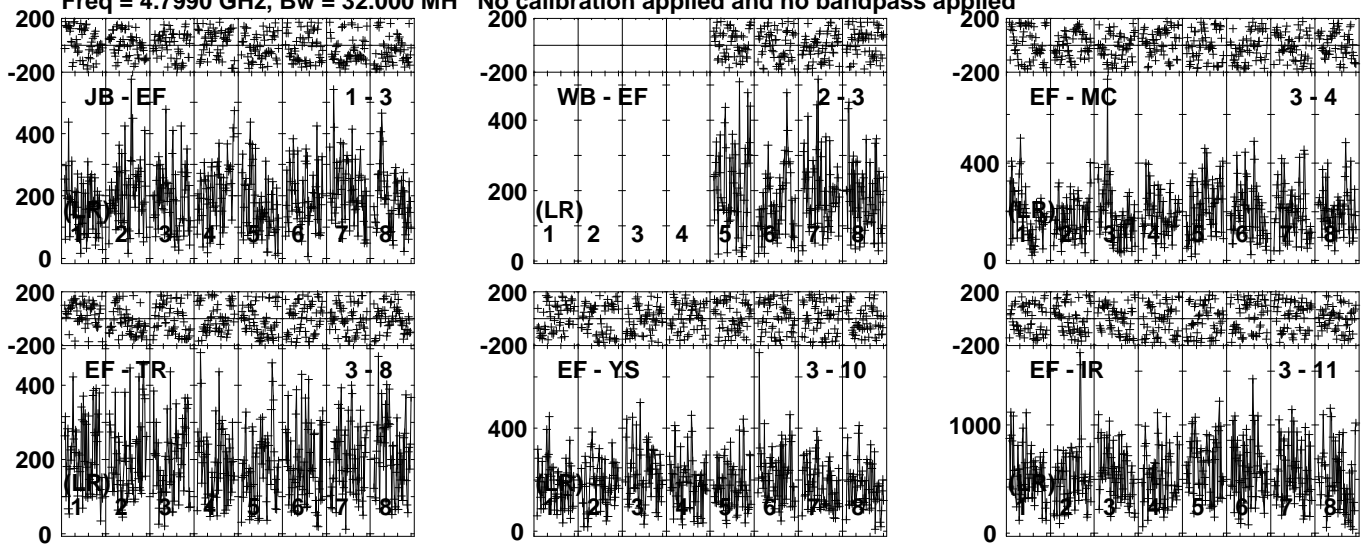 Freq = 4.7990 GHz, Bw = 32.000 MH No calibration applied and no bandpass applied
200
-200
JB - EF 1 - 3
400
200
(LR)
1 2 3 4 5 6 7 8
0
200
-200
WB - EF 2 - 3
400
200
(LR)
1 2 3 4 5 6 7 8
0
200
-200
EF - MC 3 - 4
400
200
(LR)
1 2 3 4 5 6 7 8
0
200
-200
EF - TR 3 - 8
400
200
(LR)
1 2 3 4 5 6 7 8
0
200
-200
EF - YS 3 - 10
400
200
(LR)
1 2 3 4 5 6 7 8
0
200
-200
EF - IR 3 - 11
1000
500
(LR)
1 2 3 4 5 6 7 8
0